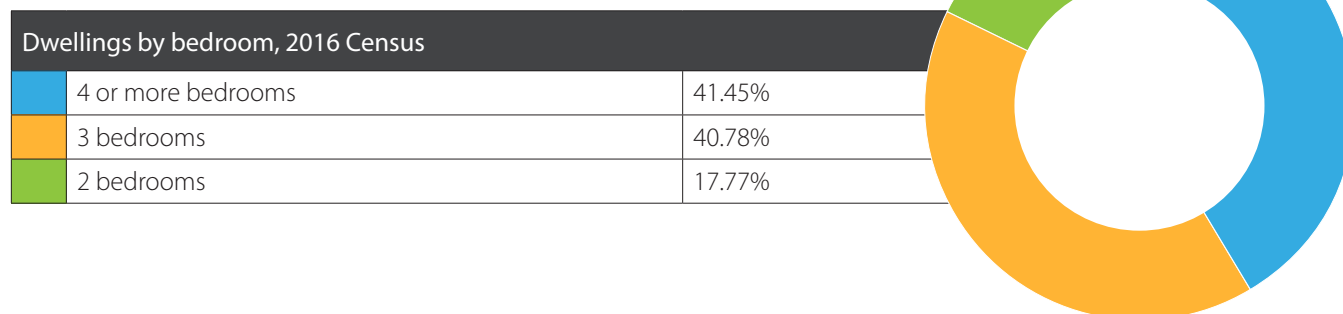 Dwellings by bedroom, 2016 Census
4 or more bedrooms 41.45%
3 bedrooms 40.78%
2 bedrooms 17.77%